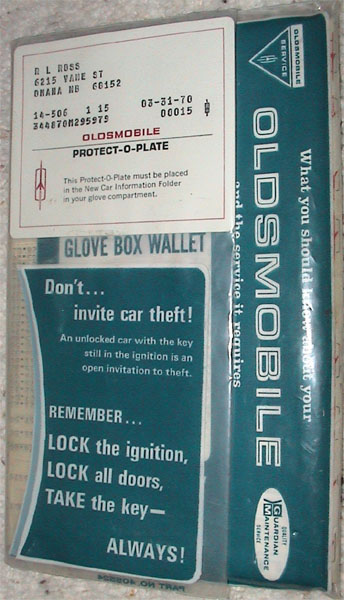 R L ROSS
6215 VANE ST
OMAHA NB 68152
14-506 1 15 03-31-70
344870M295979 00015
OLDSMOBILE
PROTECT-O-PLATE
This Protect-O-Plate must be placed
in the New Car Information Folder
in your glove compartment.
GLOVE BOX WALLET
Don't...
invite car theft!
An unlocked car with the key
still in the ignition is an
open invitation to theft.
REMEMBER...
LOCK the ignition,
LOCK all doors,
TAKE the key—
ALWAYS!
PART NO
OLDSMOBILE
SERVICE
OLDSMOBILE
What you should know about your
and the service it requires
QUALITY
GUARDIAN
MAINTENANCE
SERVICE